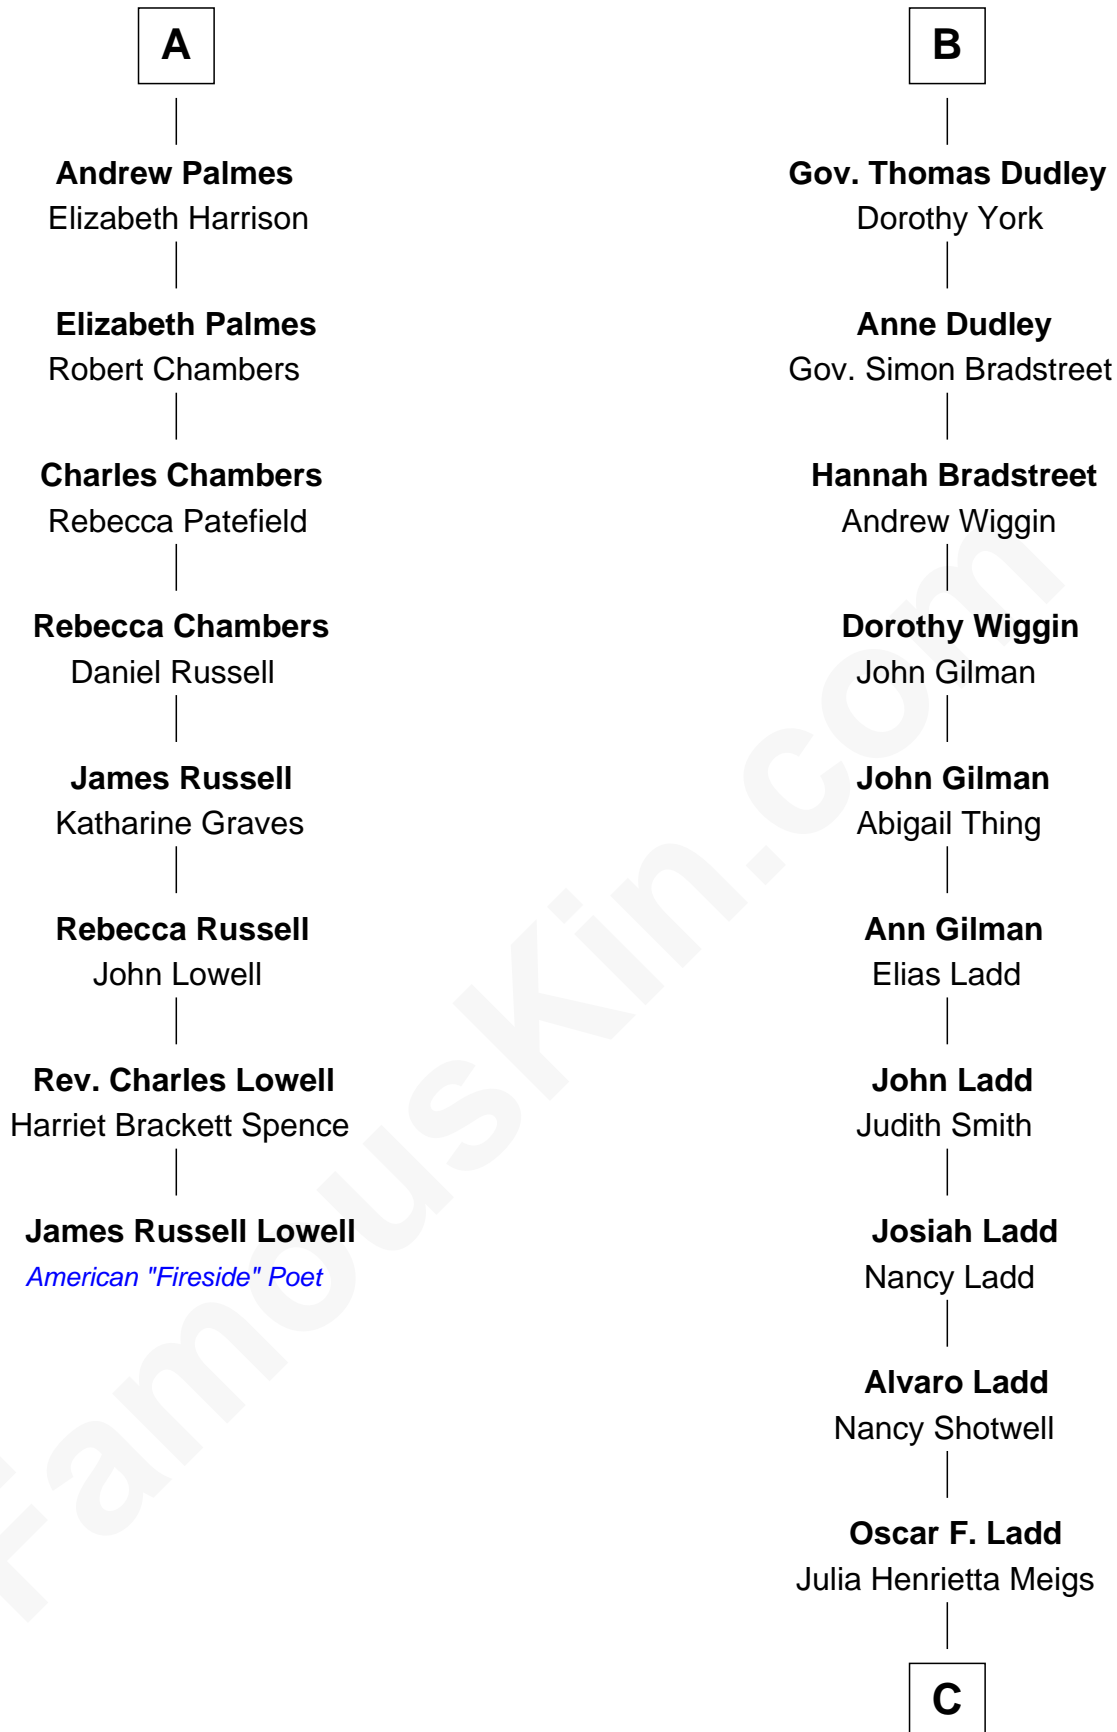 A
Andrew Palmes
Elizabeth Harrison
Elizabeth Palmes
Robert Chambers
Charles Chambers
Rebecca Patefield
Rebecca Chambers
Daniel Russell
James Russell
Katharine Graves
Rebecca Russell
John Lowell
Rev. Charles Lowell
Harriet Brackett Spence
James Russell Lowell
American "Fireside" Poet
B
Gov. Thomas Dudley
Dorothy York
Anne Dudley
Gov. Simon Bradstreet
Hannah Bradstreet
Andrew Wiggin
Dorothy Wiggin
John Gilman
John Gilman
Abigail Thing
Ann Gilman
Elias Ladd
John Ladd
Judith Smith
Josiah Ladd
Nancy Ladd
Alvaro Ladd
Nancy Shotwell
Oscar F. Ladd
Julia Henrietta Meigs
C
FamousKin.com